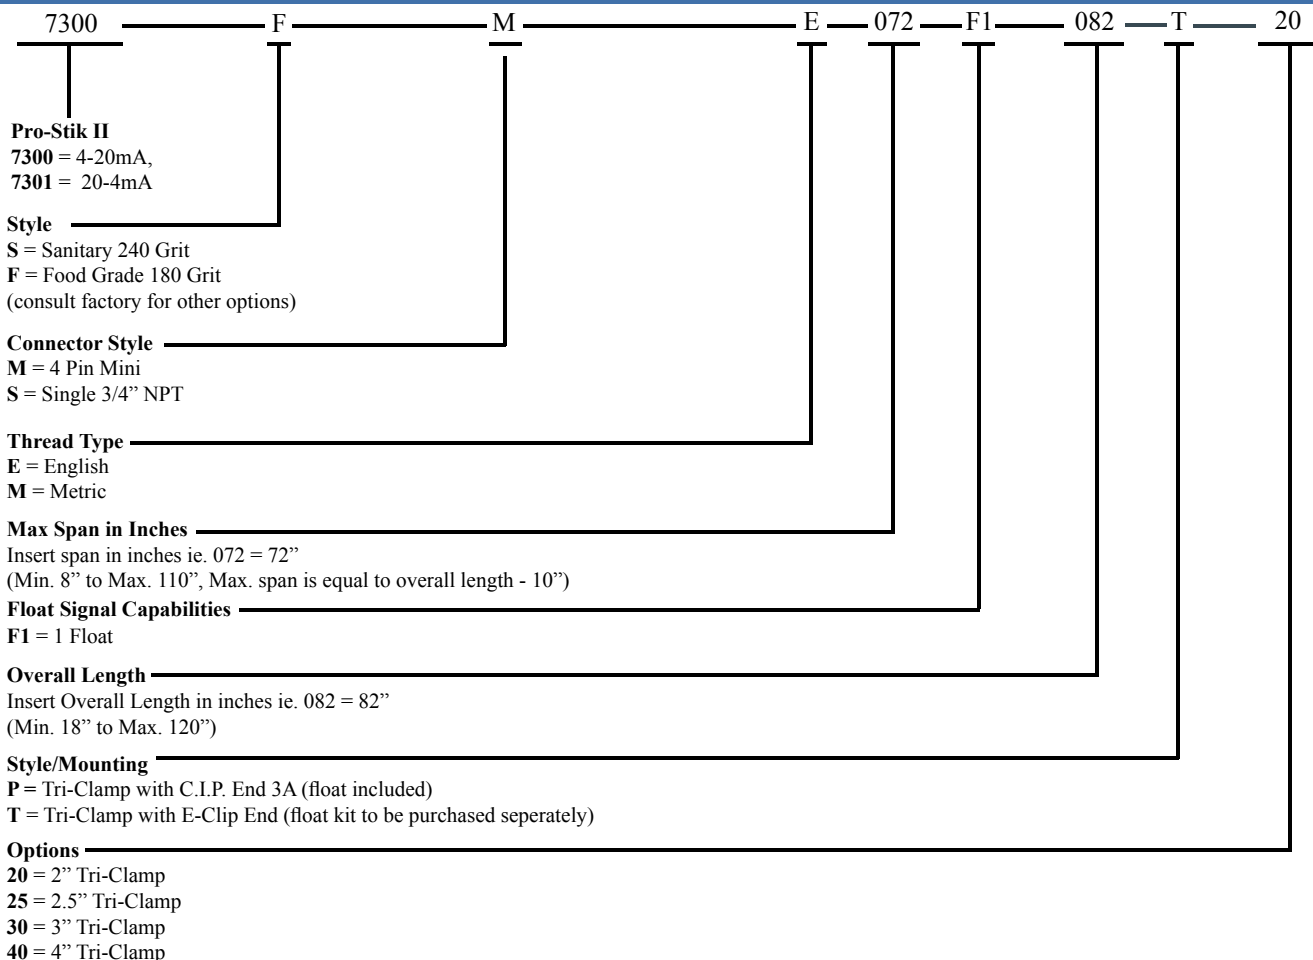 7300 F M E 072 F1 082 T 20
Pro-Stik II
7300 = 4-20mA,
7301 =  20-4mA
Style
S = Sanitary 240 Grit
F = Food Grade 180 Grit
(consult factory for other options)
Connector Style
M = 4 Pin Mini
S = Single 3/4” NPT
Thread Type
E = English
M = Metric
Max Span in Inches
Insert span in inches ie. 072 = 72”
(Min. 8” to Max. 110”, Max. span is equal to overall length - 10”)
Float Signal Capabilities
F1 = 1 Float
Overall Length
Insert Overall Length in inches ie. 082 = 82”
(Min. 18” to Max. 120”)
Style/Mounting
P = Tri-Clamp with C.I.P. End 3A (float included)
T = Tri-Clamp with E-Clip End (float kit to be purchased seperately)
Options
20 = 2” Tri-Clamp
25 = 2.5” Tri-Clamp
30 = 3” Tri-Clamp
40 = 4” Tri-Clamp